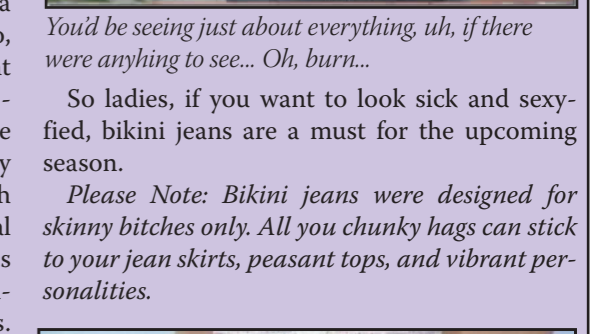 You'd be seeing just about everything, uh, if there
were anyhing to see... Oh, burn...
So ladies, if you want to look sick and sexy-
fied, bikini jeans are a must for the upcoming
season.
Please Note: Bikini jeans were designed for
skinny bitches only. All you chunky hags can stick
to your jean skirts, peasant tops, and vibrant per-
sonalities.